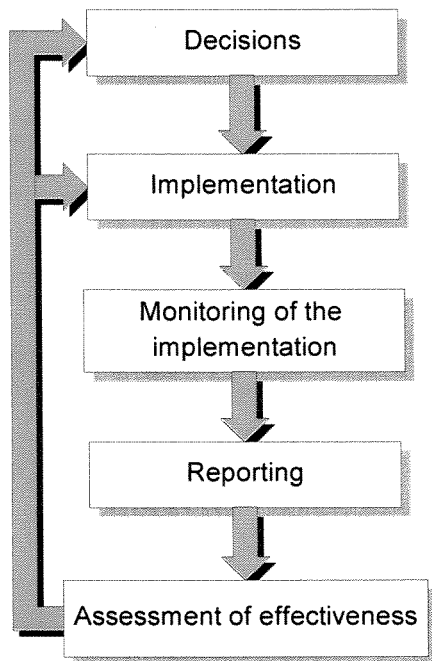 Decisions
Implementation
Monitoring of the
implementation
Reporting
Assessment of effectiveness